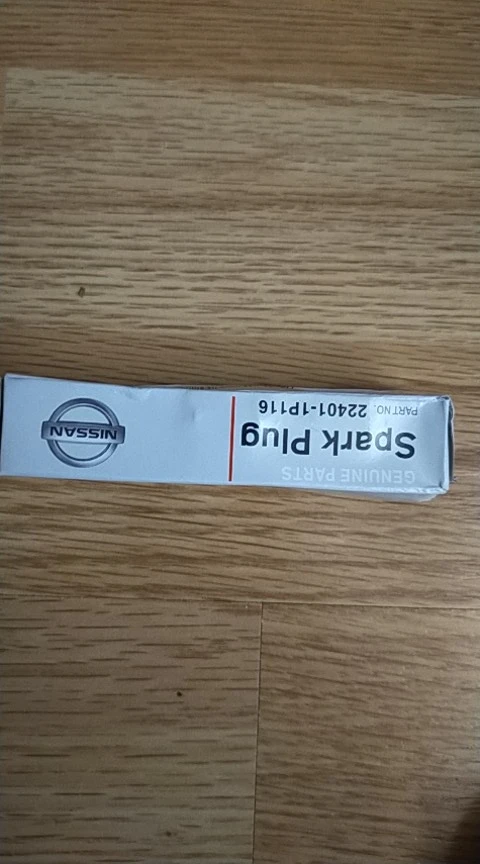 GENUINE PARTS
Spark Plug
PART NO. 22401-1P116
NISSAN